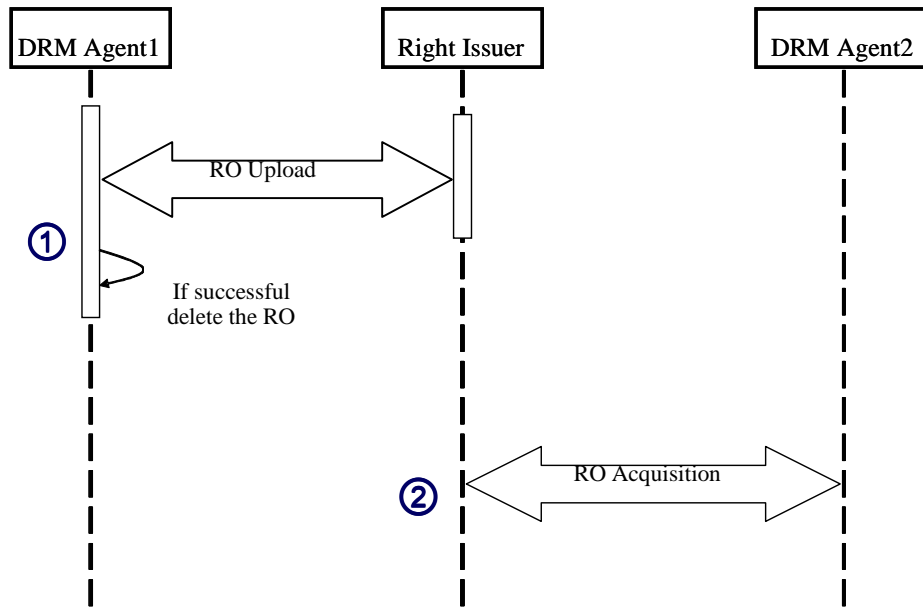 DRM Agent1
Right Issuer
DRM Agent2
RO Upload
1
If successful
delete the RO
RO Acquisition
2